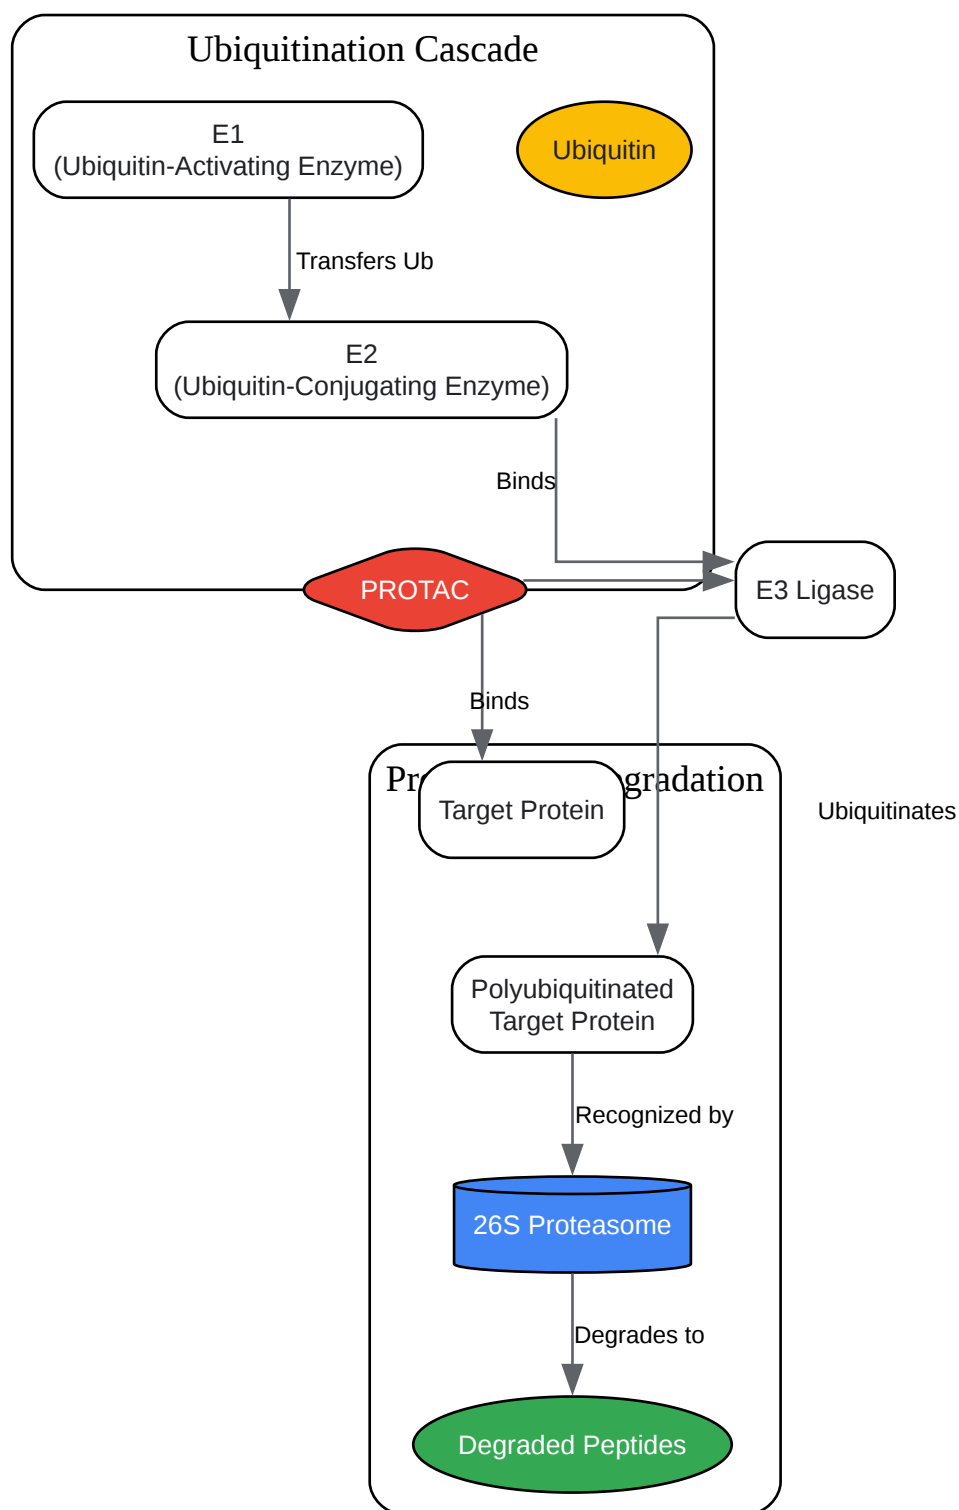 Ubiquitination Cascade
E1
(Ubiquitin-Activating Enzyme)
Ubiquitin
Transfers Ub
E2
(Ubiquitin-Conjugating Enzyme)
Binds
PROTAC
E3 Ligase
Binds
Pr gradation
Target Protein
Ubiquitinates
Polyubiquitinated
Target Protein
Recognized by
26S Proteasome
Degrades to
Degraded Peptides